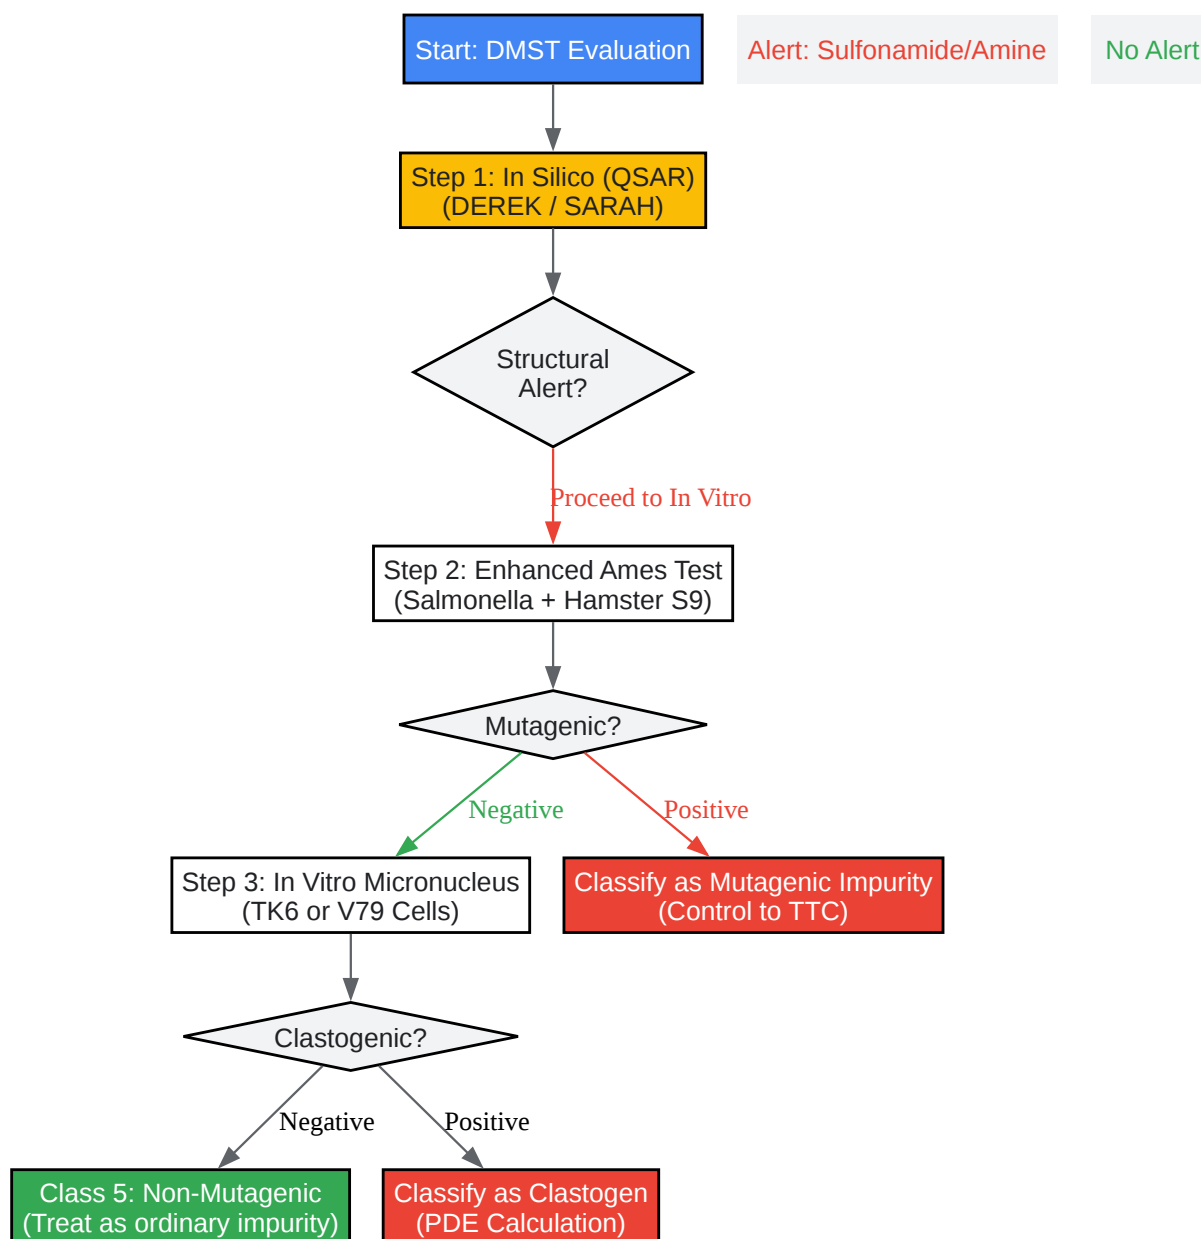 Start: DMST Evaluation
Alert: Sulfonamide/Amine
No Alert
Step 1: In Silico (QSAR)
(DEREK / SARAH)
Structural
Alert?
Proceed to In Vitro
Step 2: Enhanced Ames Test
(Salmonella + Hamster S9)
Mutagenic?
Negative
Positive
Step 3: In Vitro Micronucleus
(TK6 or V79 Cells)
Classify as Mutagenic Impurity
(Control to TTC)
Clastogenic?
Negative
Positive
Class 5: Non-Mutagenic
(Treat as ordinary impurity)
Classify as Clastogen
(PDE Calculation)